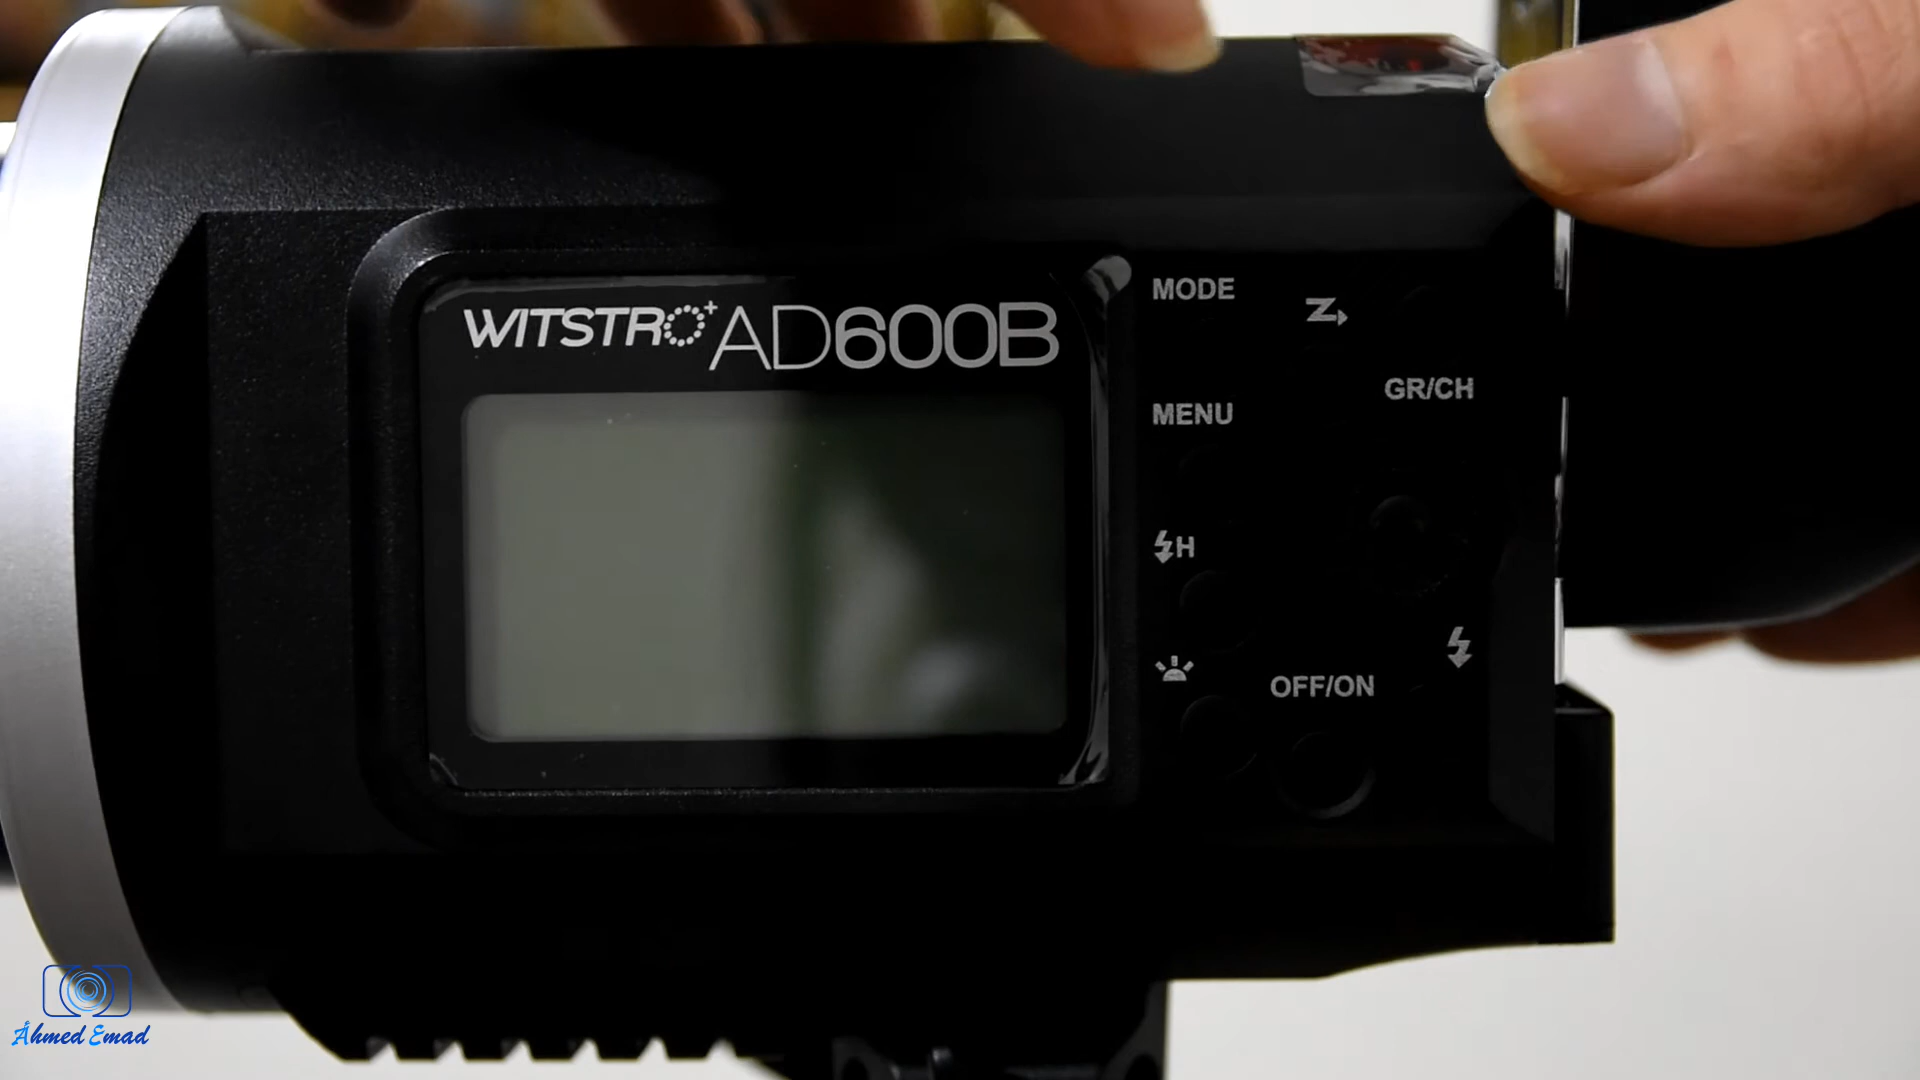 WITSTRO+ AD600B
MODE
Z
GR/CH
MENU
H
OFF/ON
Ahmed Emad